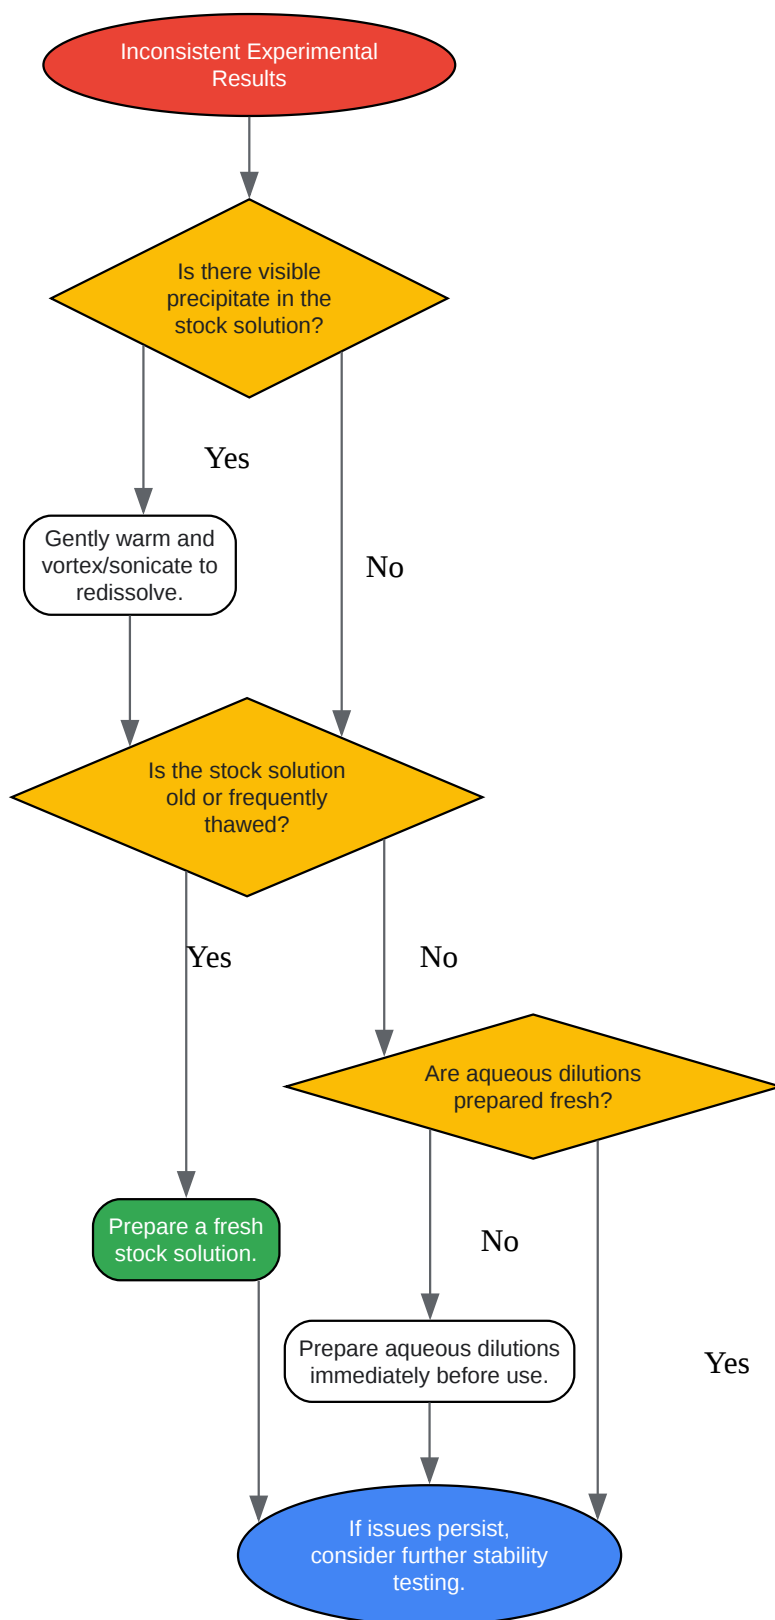 Inconsistent Experimental
Results
Is there visible
precipitate in the
stock solution?
Yes
Gently warm and
vortex/sonicate to
redissolve.
No
Is the stock solution
old or frequently
thawed?
Yes
No
Are aqueous dilutions
prepared fresh?
Prepare a fresh
stock solution.
No
Prepare aqueous dilutions
immediately before use.
Yes
If issues persist,
consider further stability
testing.